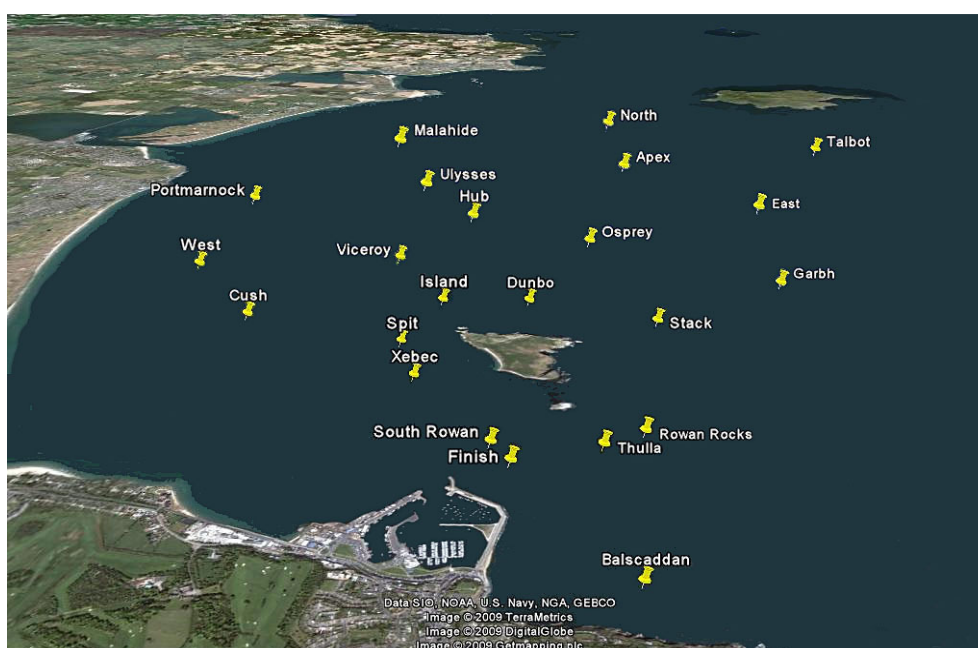 North
Malahide
Talbot
Apex
Ulysses
Portmarnock
Hub
East
Osprey
West
Viceroy
Garbh
Island
Dunbo
Cush
Spit
Stack
Xebec
South Rowan
Rowan Rocks
Thulla
Finish
Balscaddan
Data SIO, NOAA, U.S. Navy, NGA, GEBCO
Image © 2009 TerraMetrics
Image © 2009 DigitalGlobe
Image © 2009 Getmapping plc